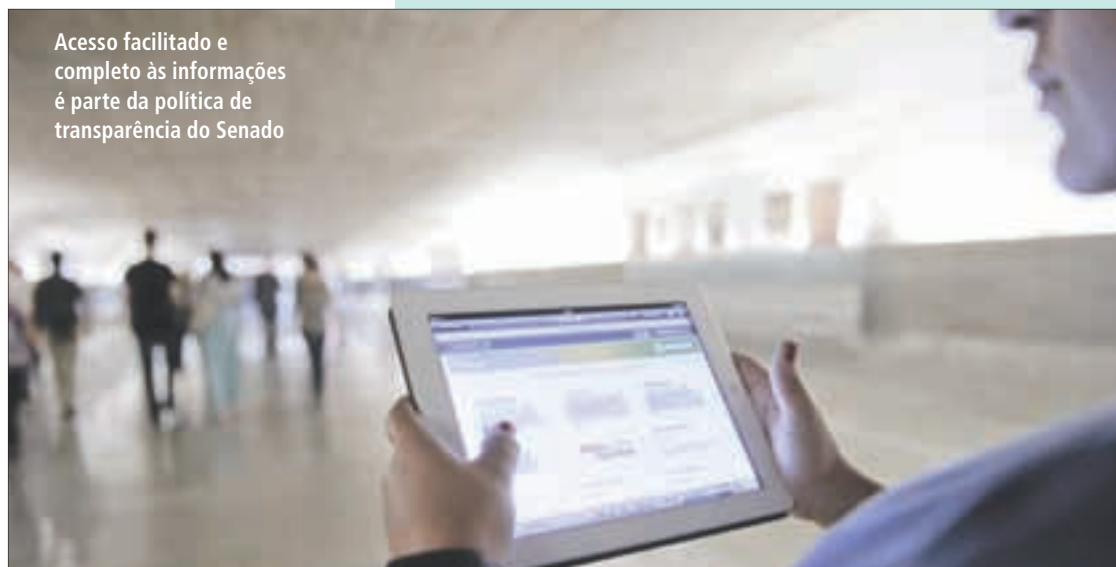 Acesso facilitado e
completo às informações
é parte da política de
transparência do Senado